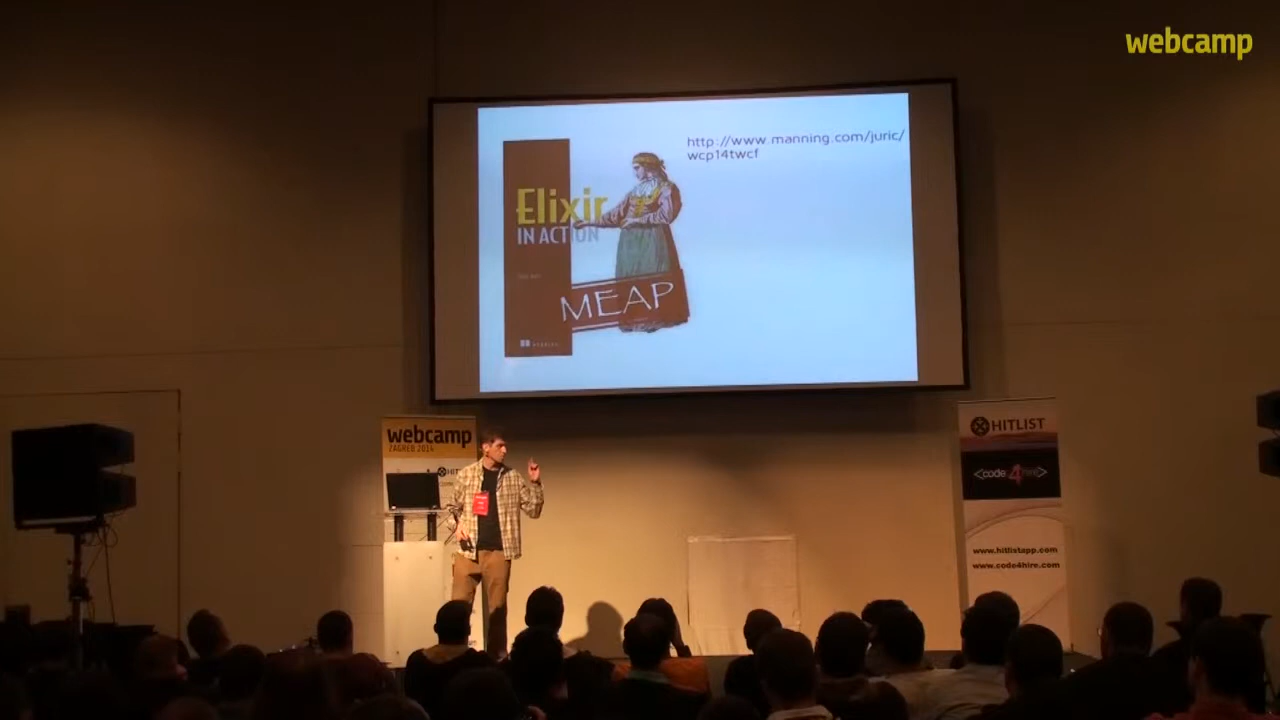 webcamp
http://www.manning.com/juric/
wcp14twcf
Elixir
IN ACTION
MEAP
MANNING
webcamp
ZAGREB 2014
HITLIST
<code4hire>
www.hitlistapp.com
www.code4hire.com